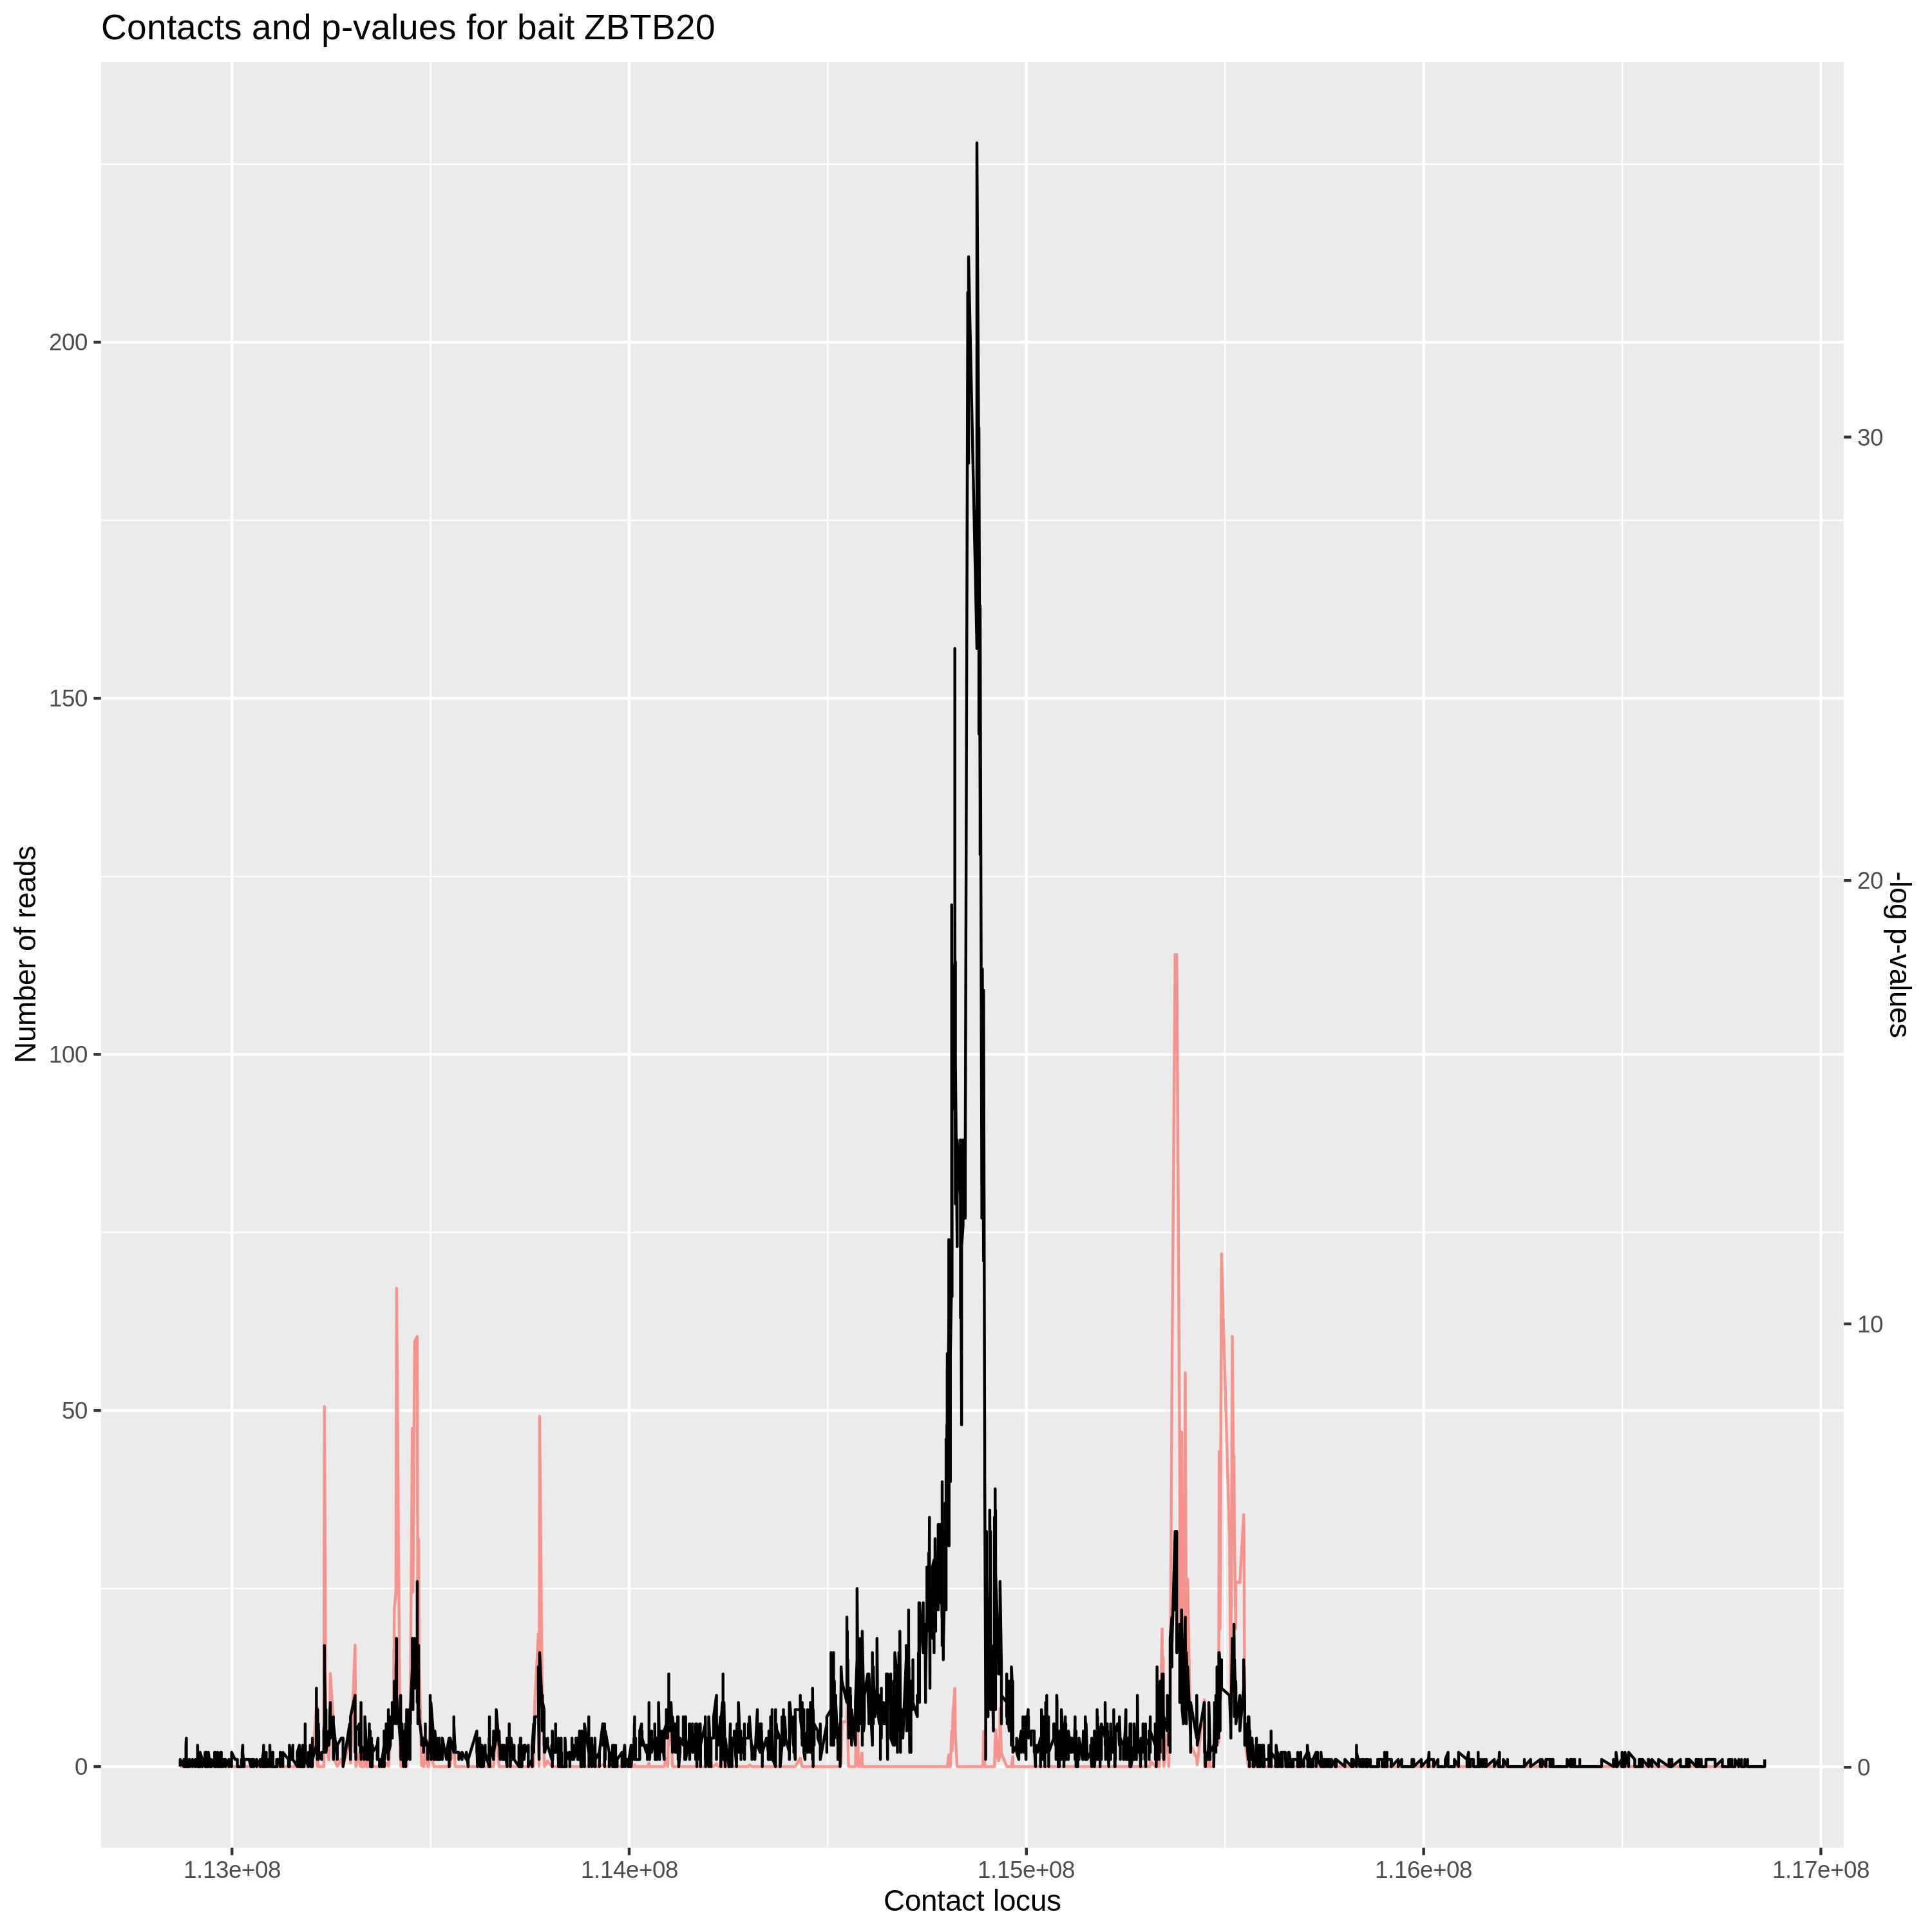 Contacts and p-values for bait ZBTB20
Number of reads
200
150
100
50
0
30
20
10
0
-log p-values
1.13e+08 1.14e+08 1.15e+08 1.16e+08 1.17e+08
Contact locus